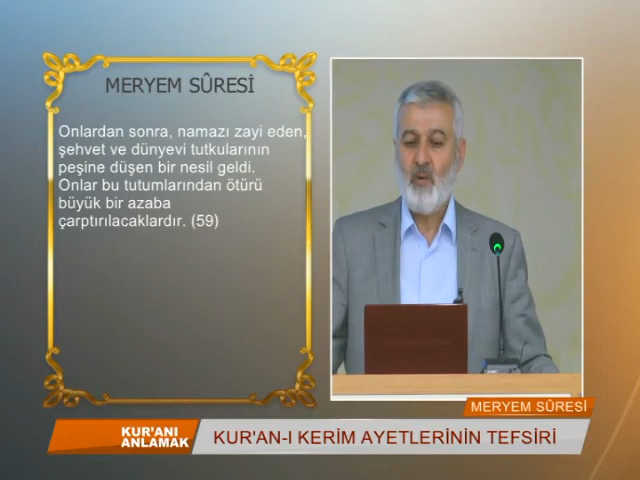 MERYEM SÛRESİ
Onlardan sonra, namazı zayi eden,
şehvet ve dünyevi tutkularının
peşine düşen bir nesil geldi.
Onlar bu tutumlarından ötürü
büyük bir azaba
çarptırılacaklardır. (59)
MERYEM SÛRESİ
KUR'ANI
ANLAMAK
KUR'AN-I KERİM AYETLERİNİN TEFSİRİ